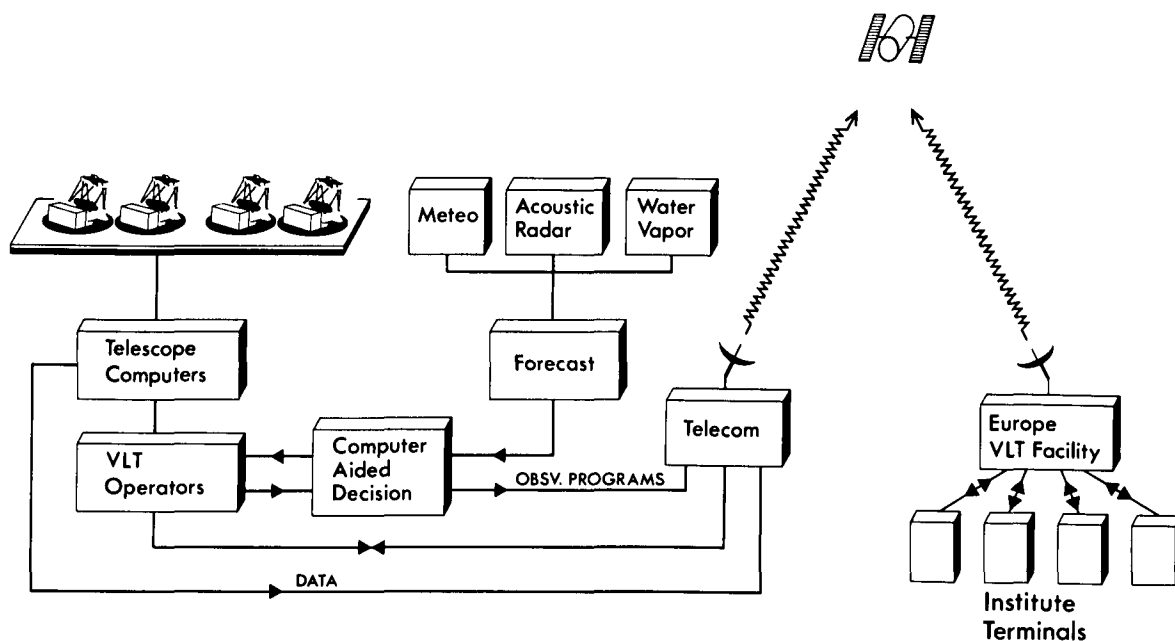 Meteo
Acoustic
Radar
Water
Vapor
Telescope
Computers
Forecast
VLT
Operators
Computer
Aided
Decision
OBSV. PROGRAMS
Telecom
Europe
VLT Facility
DATA
Institute
Terminals